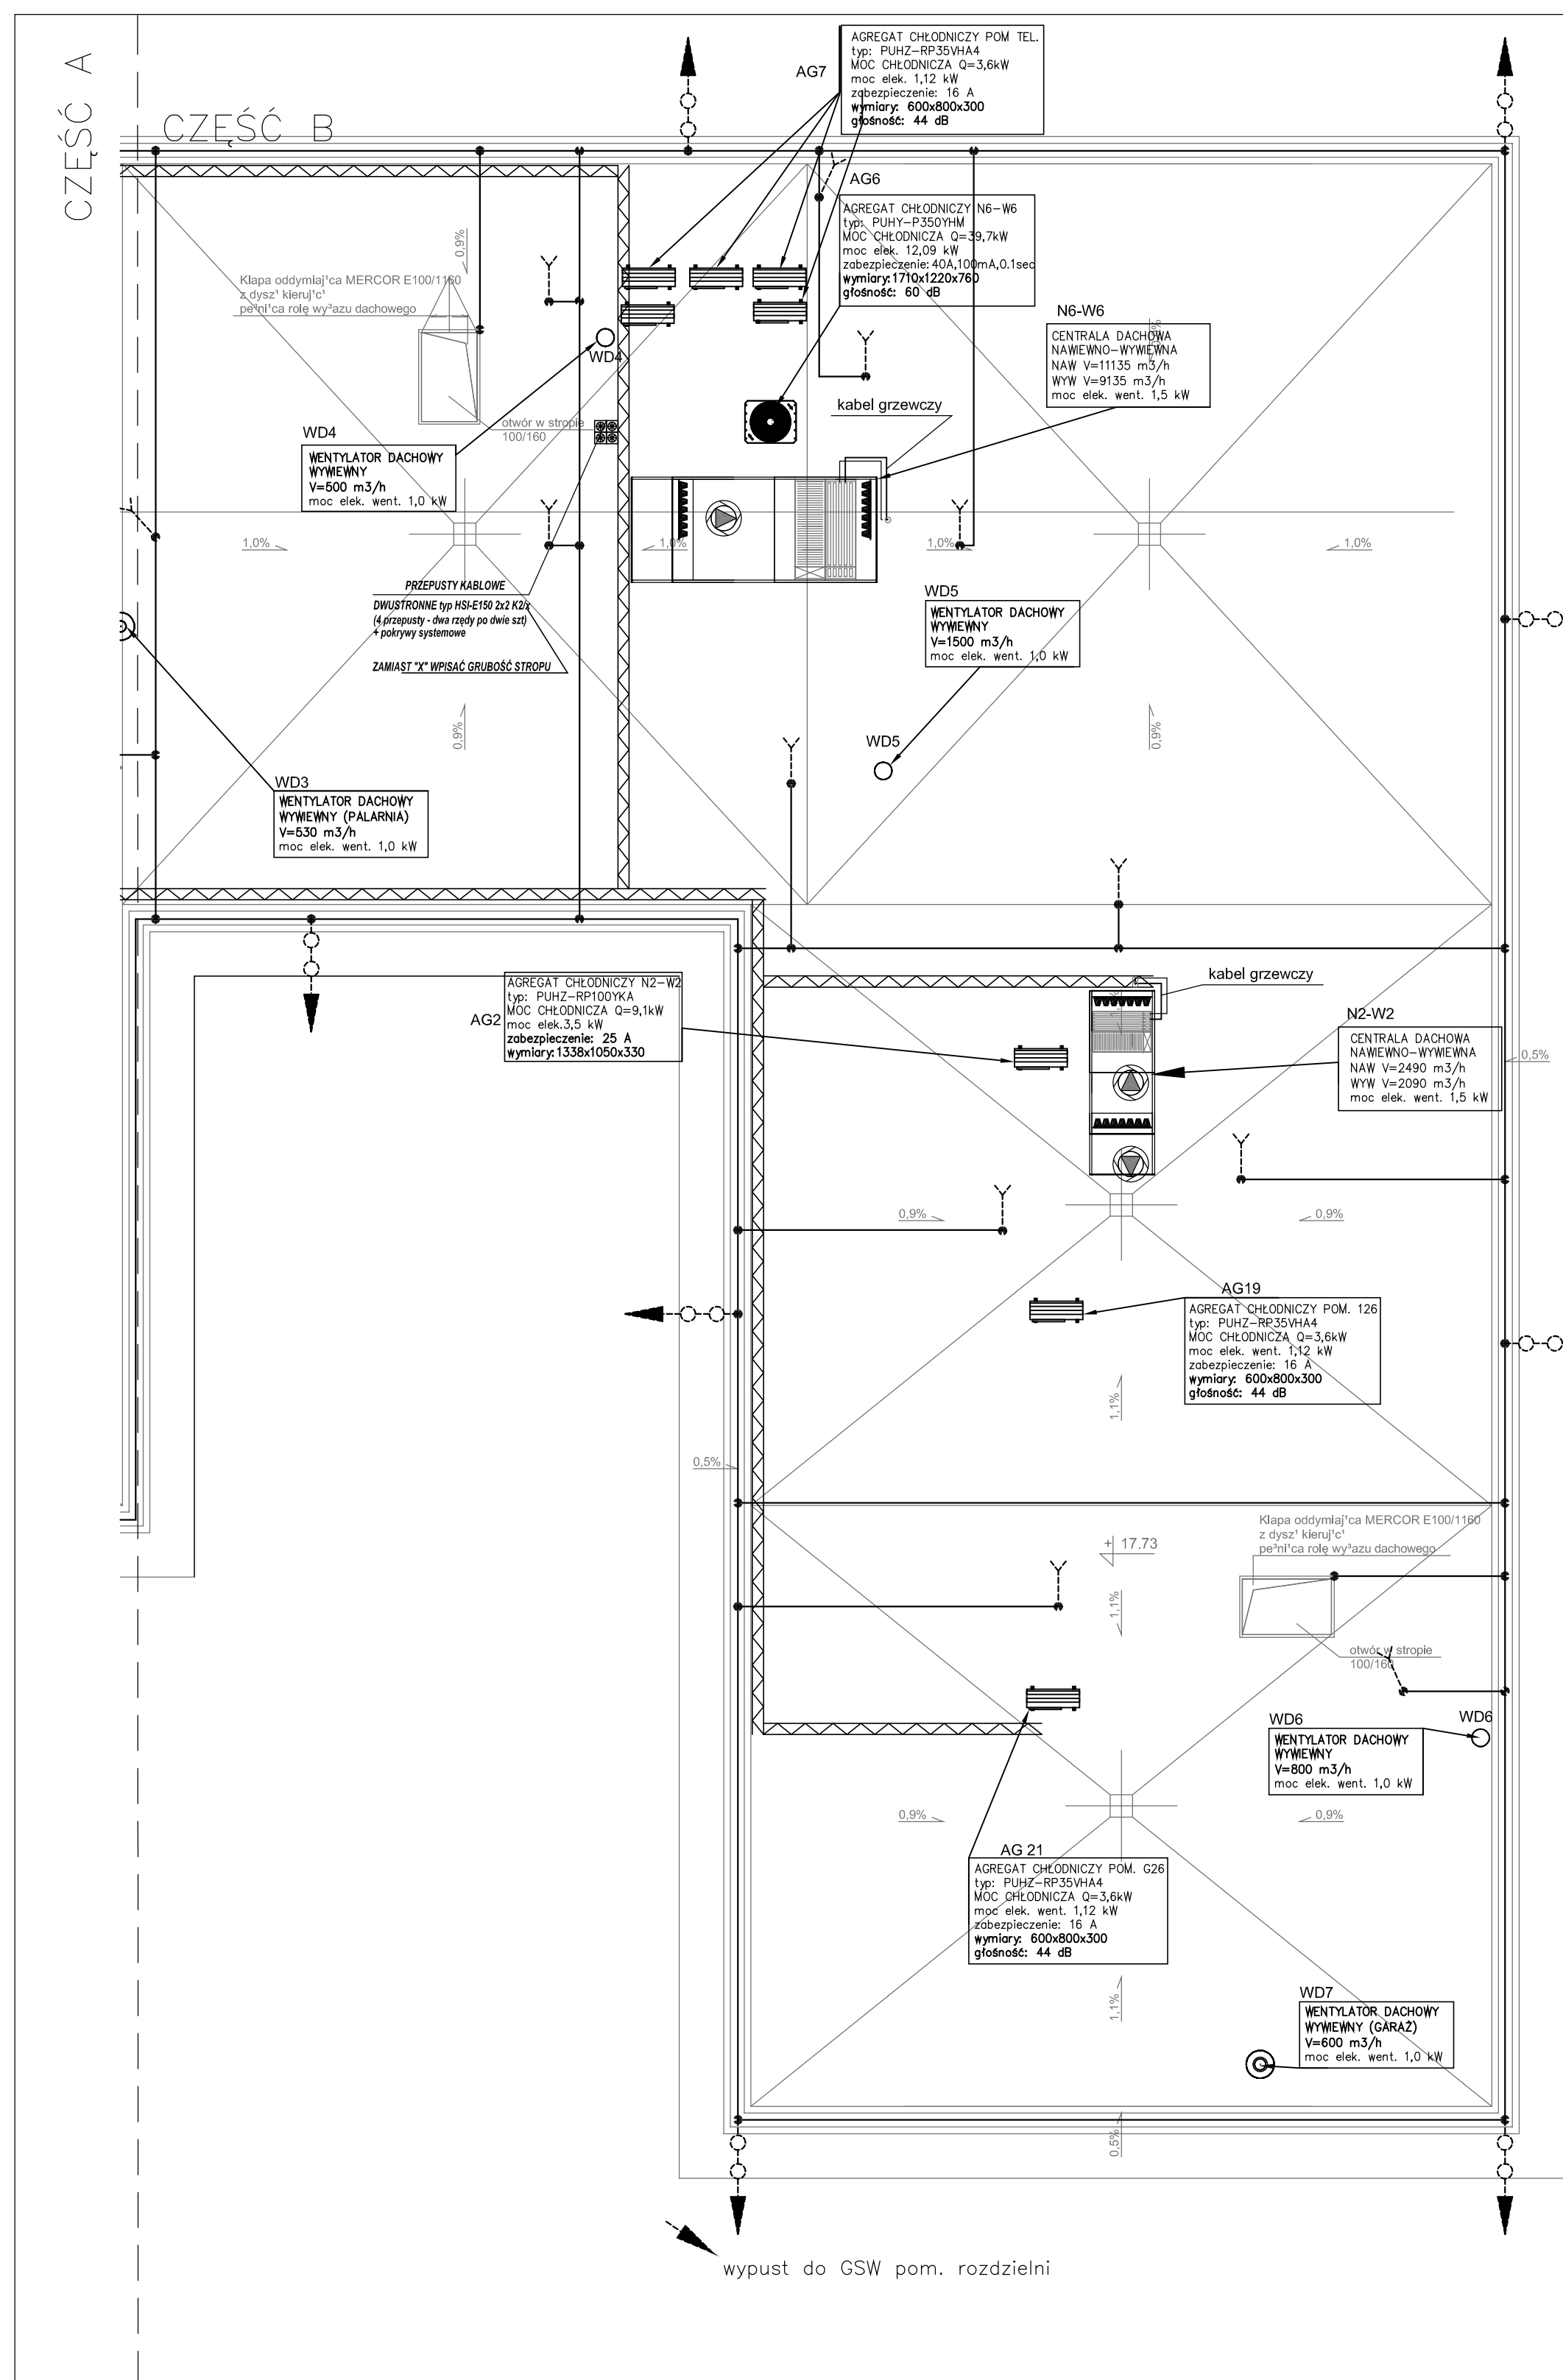 CZĘŚĆ A
CZĘŚĆ B
AG7
AGREGAT CHŁODNICZY POM TEL.
typ: PUHZ-RP35VHA4
MOC CHŁODNICZA Q=3,6kW
moc elek. 1,12 kW
zabezpieczenie: 16 A
wymiary: 600x800x300
głośność: 44 dB
AG6
AGREGAT CHŁODNICZY N6-W6
typ: PUHY-P350YHM
MOC CHŁODNICZA Q=39,7kW
moc elek. 12,09 kW
zabezpieczenie: 40A,100mA,0.1sec
wymiary: 1710x1220x760
głośność: 60 dB
0,9%
Klapa oddymiaj¹ca MERCOR E100/1160
z dysz¹ kieruj¹c¹
pe³ni¹ca rolę wy³azu dachowego
N6-W6
CENTRALA DACHOWA
NAWIEWNO-WYWIEWNA
NAW V=11135 m3/h
WYW V=9135 m3/h
moc elek. went. 1,5 kW
WD4
kabel grzewczy
otwór w stropie
100/160
WD4
WENTYLATOR DACHOWY
WYWIEWNY
V=500 m3/h
moc elek. went. 1,0 kW
1,0%
1,0%
1,0%
1,0%
PRZEPUSTY KABLOWE
DWUSTRONNE typ HSI-E150 2x2 K2/x
(4 przepusty - dwa rzędy po dwie szt)
+ pokrywy systemowe
ZAMIAST "X" WPISAĆ GRUBOŚĆ STROPU
WD5
WENTYLATOR DACHOWY
WYWIEWNY
V=1500 m3/h
moc elek. went. 1,0 kW
0,9%
0,9%
WD5
WD3
WENTYLATOR DACHOWY
WYWIEWNY (PALARNIA)
V=530 m3/h
moc elek. went. 1,0 kW
AG2
AGREGAT CHŁODNICZY N2-W2
typ: PUHZ-RP100YKA
MOC CHŁODNICZA Q=9,1kW
moc elek.3,5 kW
zabezpieczenie: 25 A
wymiary: 1338x1050x330
kabel grzewczy
N2-W2
CENTRALA DACHOWA
NAWIEWNO-WYWIEWNA
NAW V=2490 m3/h
WYW V=2090 m3/h
moc elek. went. 1,5 kW
0,5%
0,9%
0,9%
AG19
AGREGAT CHŁODNICZY POM. 126
typ: PUHZ-RP35VHA4
MOC CHŁODNICZA Q=3,6kW
moc elek. went. 1,12 kW
zabezpieczenie: 16 A
wymiary: 600x800x300
głośność: 44 dB
1,1%
0,5%
Klapa oddymiaj¹ca MERCOR E100/1160
z dysz¹ kieruj¹c¹
pe³ni¹ca rolę wy³azu dachowego
+ 17.73
1,1%
otwór w stropie
100/160
WD6
WD6
WENTYLATOR DACHOWY
WYWIEWNY
V=800 m3/h
moc elek. went. 1,0 kW
0,9%
0,9%
AG 21
AGREGAT CHŁODNICZY POM. G26
typ: PUHZ-RP35VHA4
MOC CHŁODNICZA Q=3,6kW
moc elek. went. 1,12 kW
zabezpieczenie: 16 A
wymiary: 600x800x300
głośność: 44 dB
1,1%
WD7
WENTYLATOR DACHOWY
WYWIEWNY (GARAŻ)
V=600 m3/h
moc elek. went. 1,0 kW
0,5%
wypust do GSW pom. rozdzielni